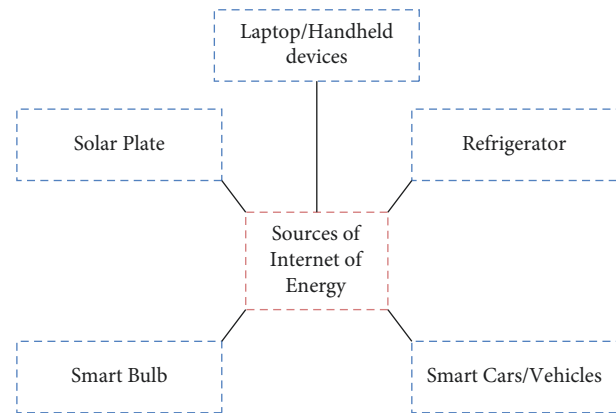 Laptop/Handheld
devices
Solar Plate
Refrigerator
Sources of
Internet of
Energy
Smart Bulb
Smart Cars/Vehicles